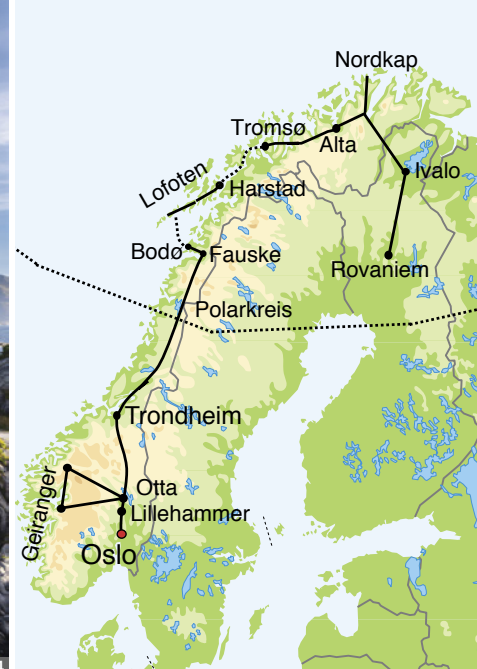 Nordkap
Tromsø
Alta
Ivalo
Lofoten
Harstad
Bodø
Fauske
Rovaniem
Polarkreis
Trondheim
Geiranger
Otta
Lillehammer
Oslo